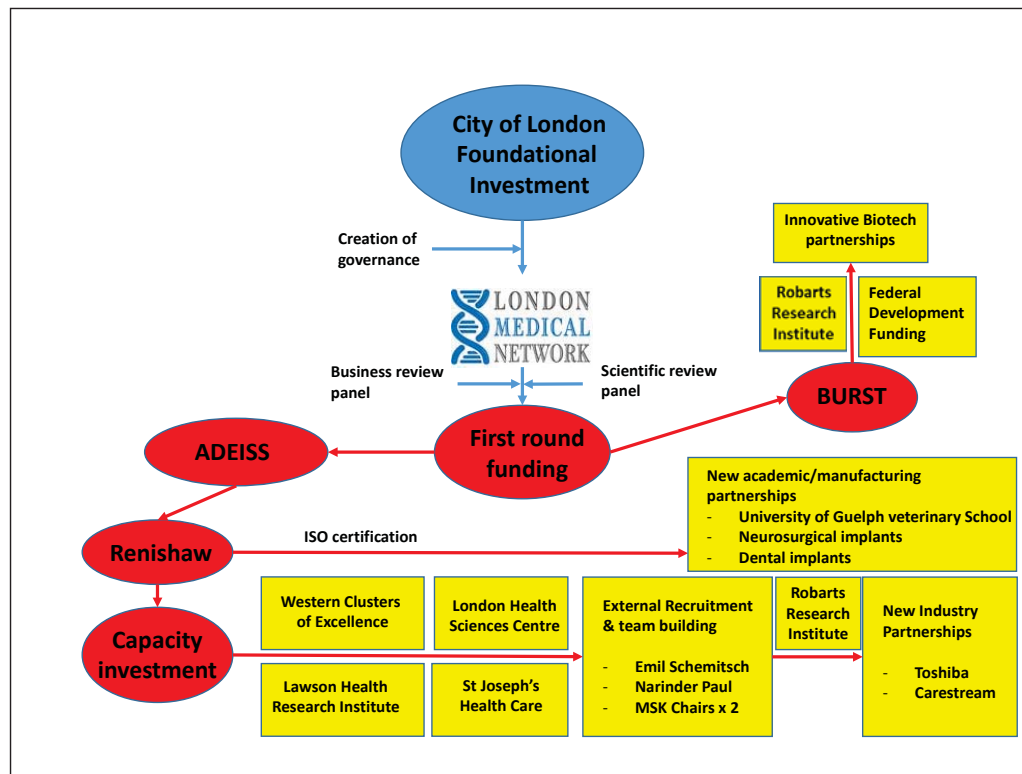 City of London
Foundational
Investment
Creation of
governance
LONDON
MEDICAL
NETWORK
Business review
panel
Scientific review
panel
First round
funding
ADEISS
BURST
Innovative Biotech
partnerships
Robarts
Research
Institute
Federal
Development
Funding
Renishaw
ISO certification
New academic/manufacturing
partnerships
- University of Guelph veterinary School
- Neurosurgical implants
- Dental implants
Capacity
investment
Western Clusters
of Excellence
London Health
Sciences Centre
Lawson Health
Research Institute
St Joseph's
Health Care
External Recruitment
& team building
- Emil Schemitsch
- Narinder Paul
- MSK Chairs x 2
Robarts
Research
Institute
New Industry
Partnerships
- Toshiba
- Carestream